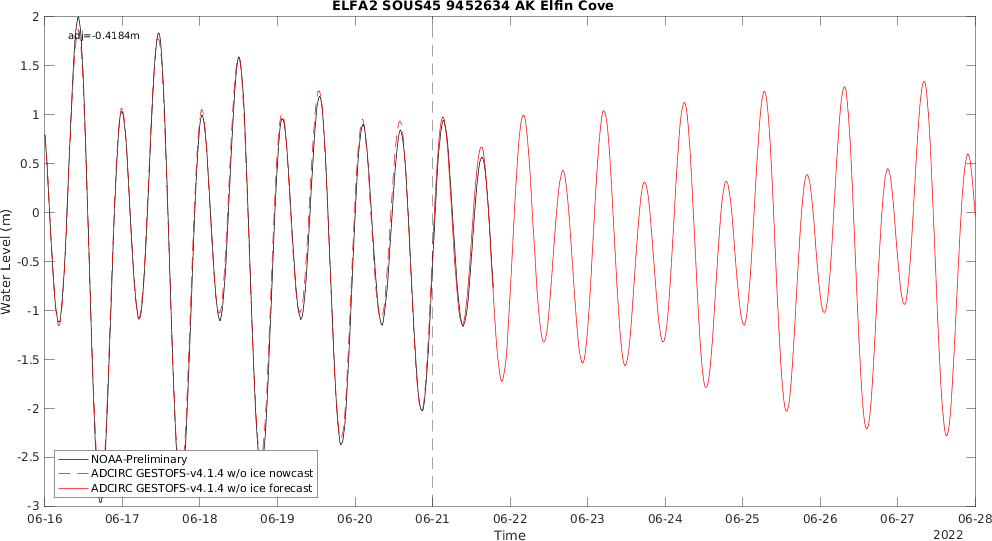 ELFA2 SOUS45 9452634 AK Elfin Cove
adj=-0.4184m
2
1.5
1
0.5
0
-0.5
-1
-1.5
-2
-2.5
-3
Water Level (m)
NOAA-Preliminary
ADCIRC GESTOFS-v4.1.4 w/o ice nowcast
ADCIRC GESTOFS-v4.1.4 w/o ice forecast
06-16 06-17 06-18 06-19 06-20 06-21 06-22 06-23 06-24 06-25 06-26 06-27 06-28
Time
2022